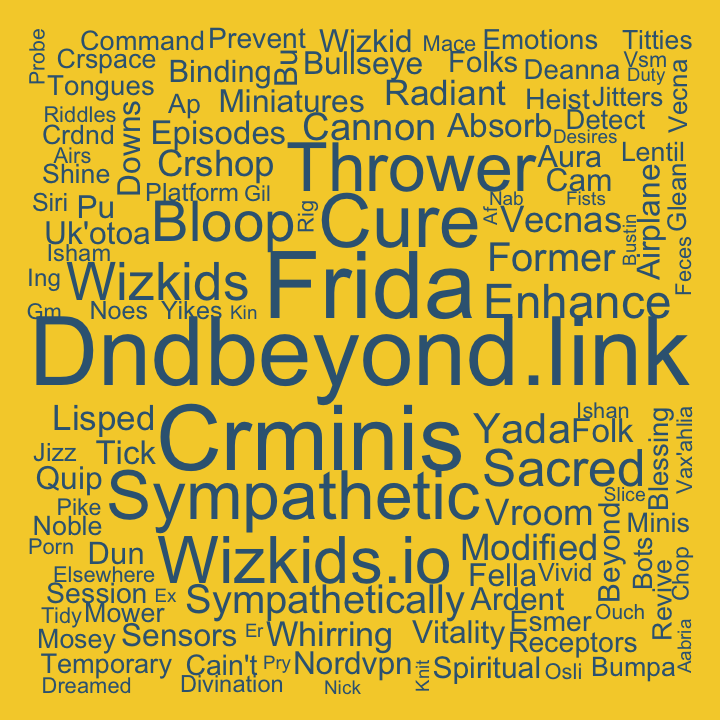 Probe
Command
Prevent
Wizkid
Mace
Emotions
Titties
Crspace
Binding
Bu
Bullseye
Folks
Deanna
Vsm
Duty
Vecna
Tongues
Ap
Miniatures
Radiant
Heist
Jitters
Riddles
Crdnd
Downs
Episodes
Cannon
Absorb
Detect
Desires
Airs
Shine
Crshop
Thrower
Aura
Lentil
Siri
Pu
Platform
Gil
Cam
Airplane
Glean
Uk'otoa
Bloop
Rig
Cure
Af
Nab
Fists
Vecnas
Bustin
Isham
Former
Feces
Ing
Wizkids
Frida
Enhance
Gm
Noes
Yikes
Kin
Dndbeyond.link
Lisped
Crminis
Yada
Ishan
Folk
Blessing
Vax'ahlia
Jizz
Tick
Sacred
Quip
Sympathetic
Slice
Pike
Noble
Vroom
Beyond
Minis
Porn
Dun
Wizkids.io
Modified
Bots
Chop
Elsewhere
Fella
Vivid
Session
Ex
Sympathetically
Ardent
Revive
Tidy
Mower
Esmer
Ouch
Mosey
Sensors
Er
Whirring
Vitality
Receptors
Aabria
Temporary
Cain't
Pry
Nordvpn
Knit
Spiritual
Osli
Bumpa
Dreamed
Divination
Nick